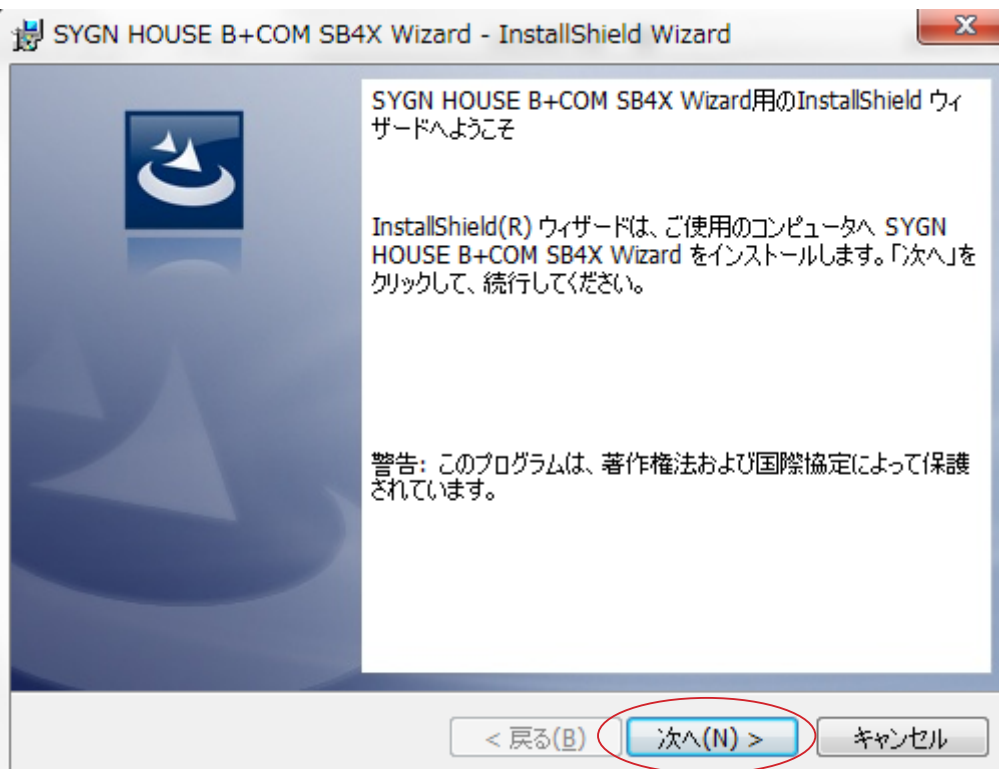 SYGN HOUSE B+COM SB4X Wizard - InstallShield Wizard
SYGN HOUSE B+COM SB4X Wizard用のInstallShield ウィ
ザードへようこそ
InstallShield(R) ウィザードは、ご使用のコンピュータへ SYGN
HOUSE B+COM SB4X Wizard をインストールします。「次へ」を
クリックして、続行してください。
警告: このプログラムは、著作権法および国際協定によって保護
されています。
< 戻る(B) 次へ(N) > キャンセル